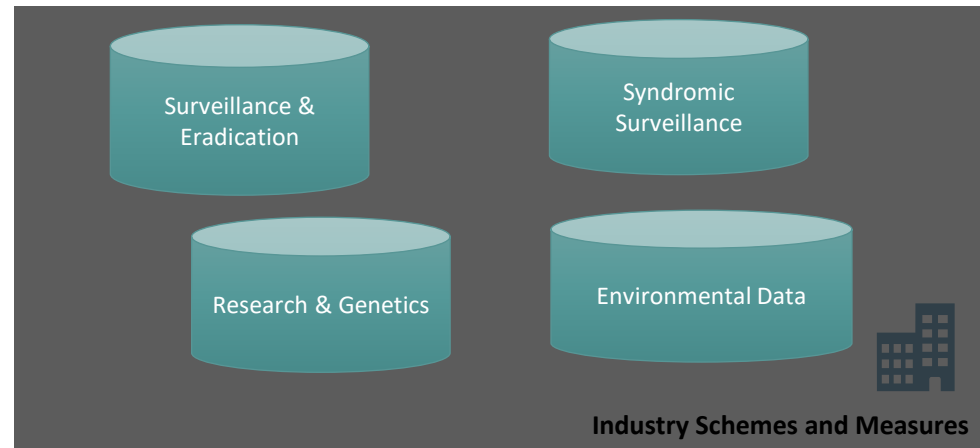 Surveillance &
Eradication
Syndromic
Surveillance
Research & Genetics
Environmental Data
Industry Schemes and Measures